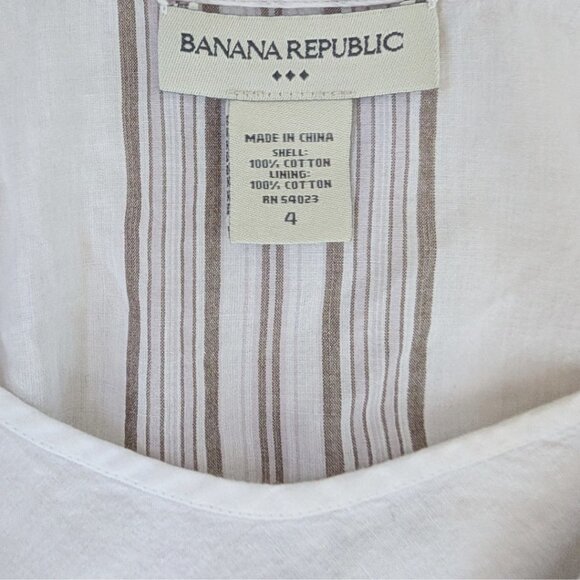 BANANA REPUBLIC
MADE IN CHINA
SHELL:
100% COTTON
LINING:
100% COTTON
RN 54023
4